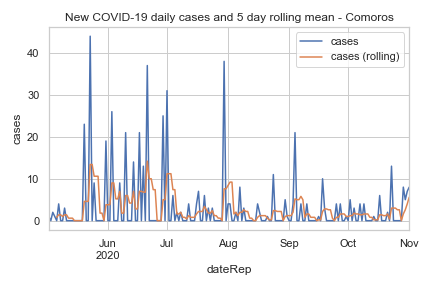 New COVID-19 daily cases and 5 day rolling mean - Comoros
cases
cases (rolling)
cases
40
30
20
10
0
Jun Jul Aug Sep Oct Nov
2020
dateRep